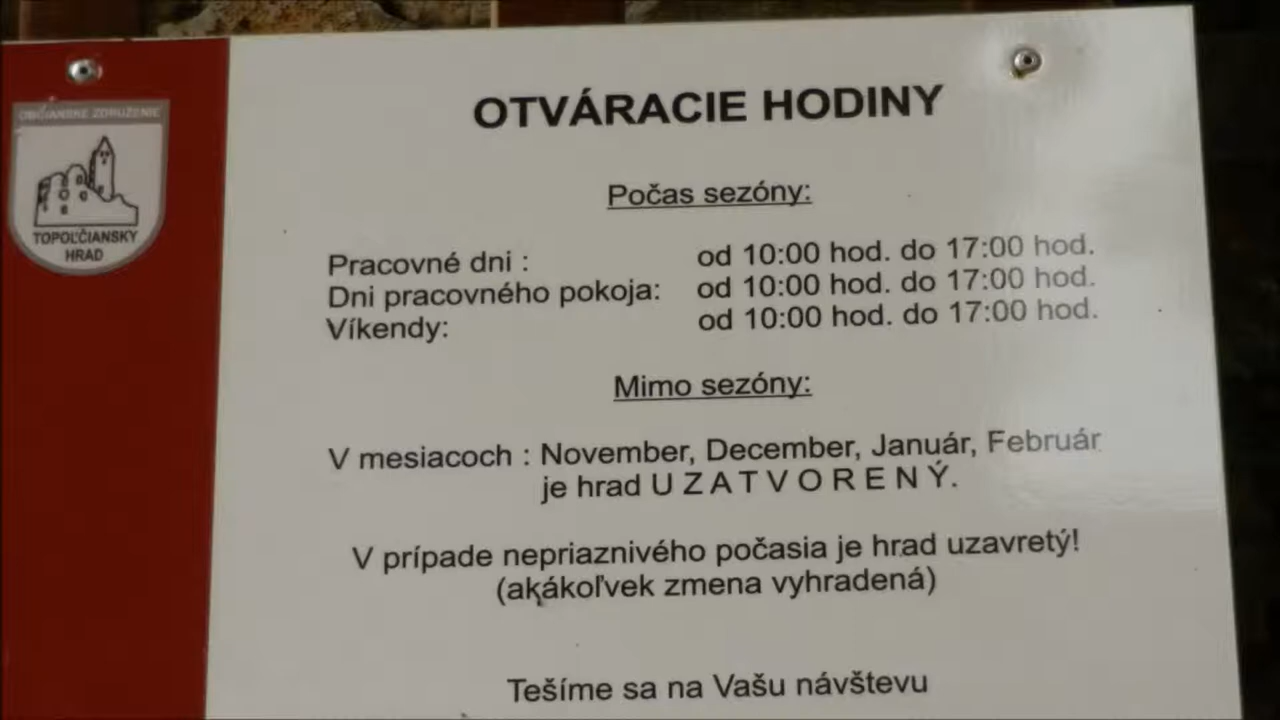 OTVÁRACIE HODINY
OBČIANSKE ZDRUŽENIE
TOPOĽČIANSKY
HRAD
Počas sezóny:
Pracovné dni : od 10:00 hod. do 17:00 hod.
Dni pracovného pokoja: od 10:00 hod. do 17:00 hod.
Víkendy: od 10:00 hod. do 17:00 hod.
Mimo sezóny:
V mesiacoch : November, December, Január, Február
je hrad U Z A T V O R E N Ý.
V prípade nepriaznivého počasia je hrad uzavretý!
(akákoľvek zmena vyhradená)
Tešíme sa na Vašu návštevu